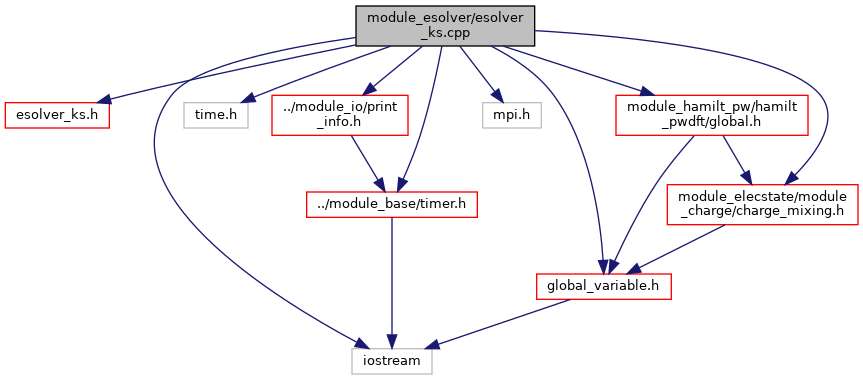 module_esolver/esolver
_ks.cpp
esolver_ks.h
time.h
../module_io/print
_info.h
mpi.h
module_hamilt_pw/hamilt
_pwdft/global.h
../module_base/timer.h
module_elecstate/module
_charge/charge_mixing.h
global_variable.h
iostream